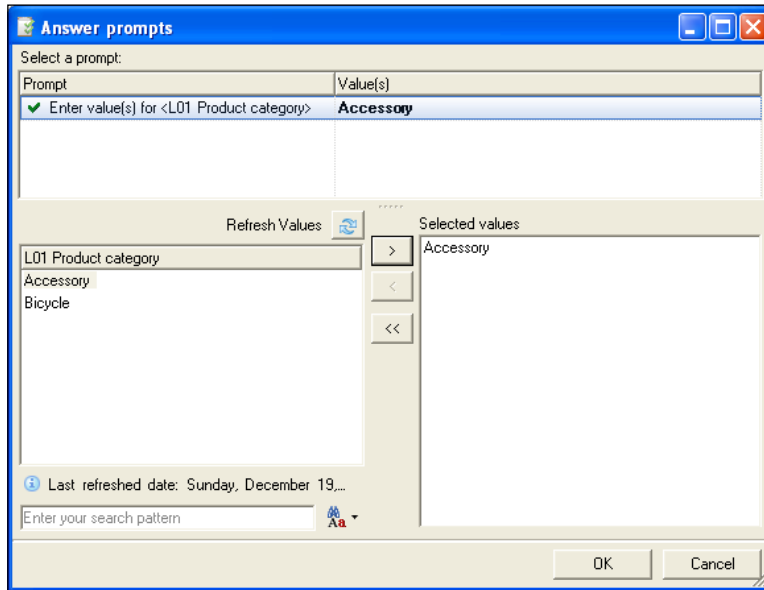 Answer prompts
Select a prompt:
Prompt Value(s)
Enter value(s) for <L01 Product category> Accessory
Refresh Values Selected values
L01 Product category > Accessory
Accessory <
Bicycle
<<
Last refreshed date: Sunday, December 19,...
Enter your search pattern Aa
OK Cancel